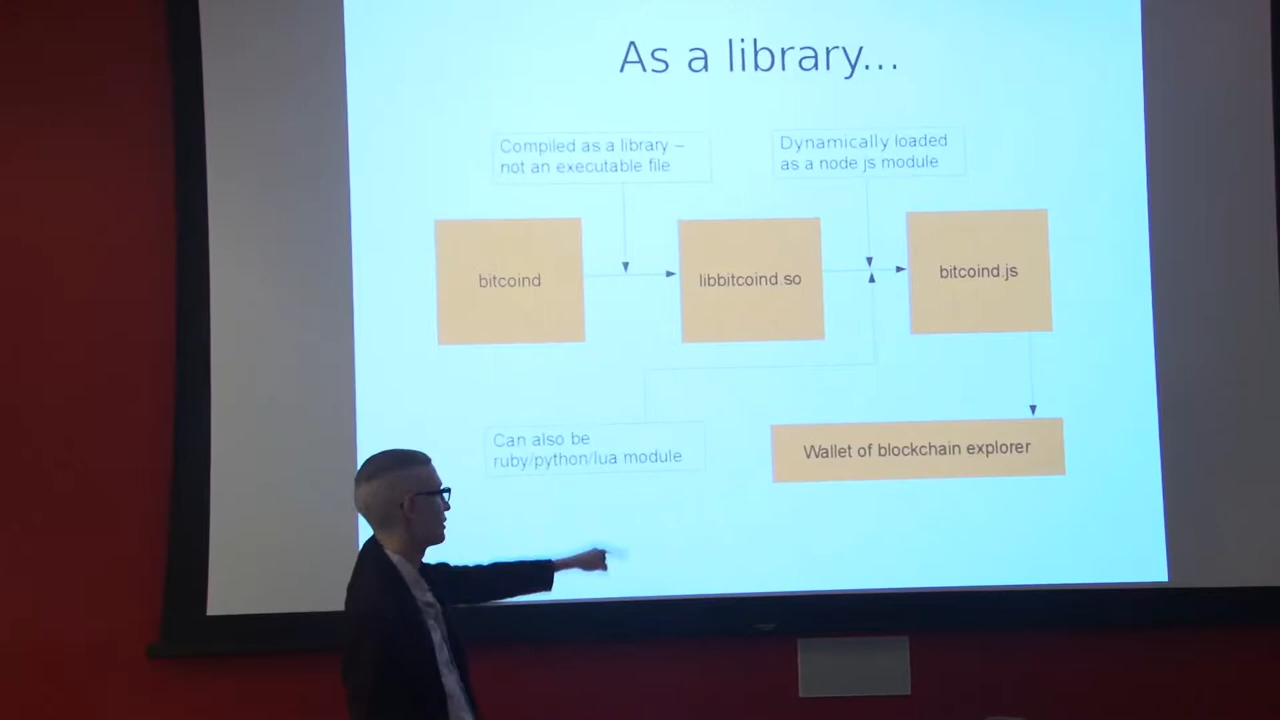 As a library...
Compiled as a library –
not an executable file
Dynamically loaded
as a node js module
bitcoind
libbitcoind.so
bitcoind.js
Can also be
ruby/python/lua module
Wallet of blockchain explorer